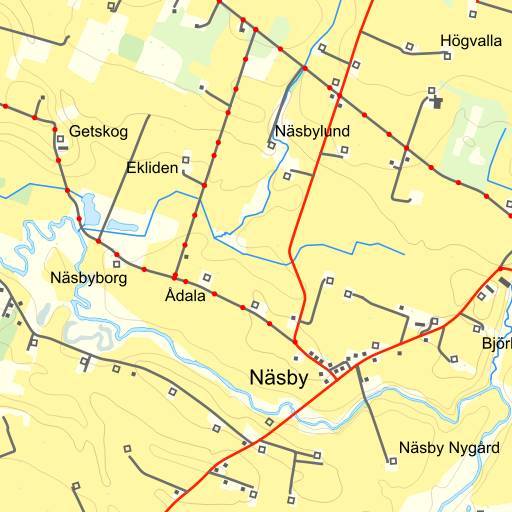 Högvalla
Getskog
Näsbylund
Ekliden
Näsbyborg
Ådala
Näsby
Näsby Nygård